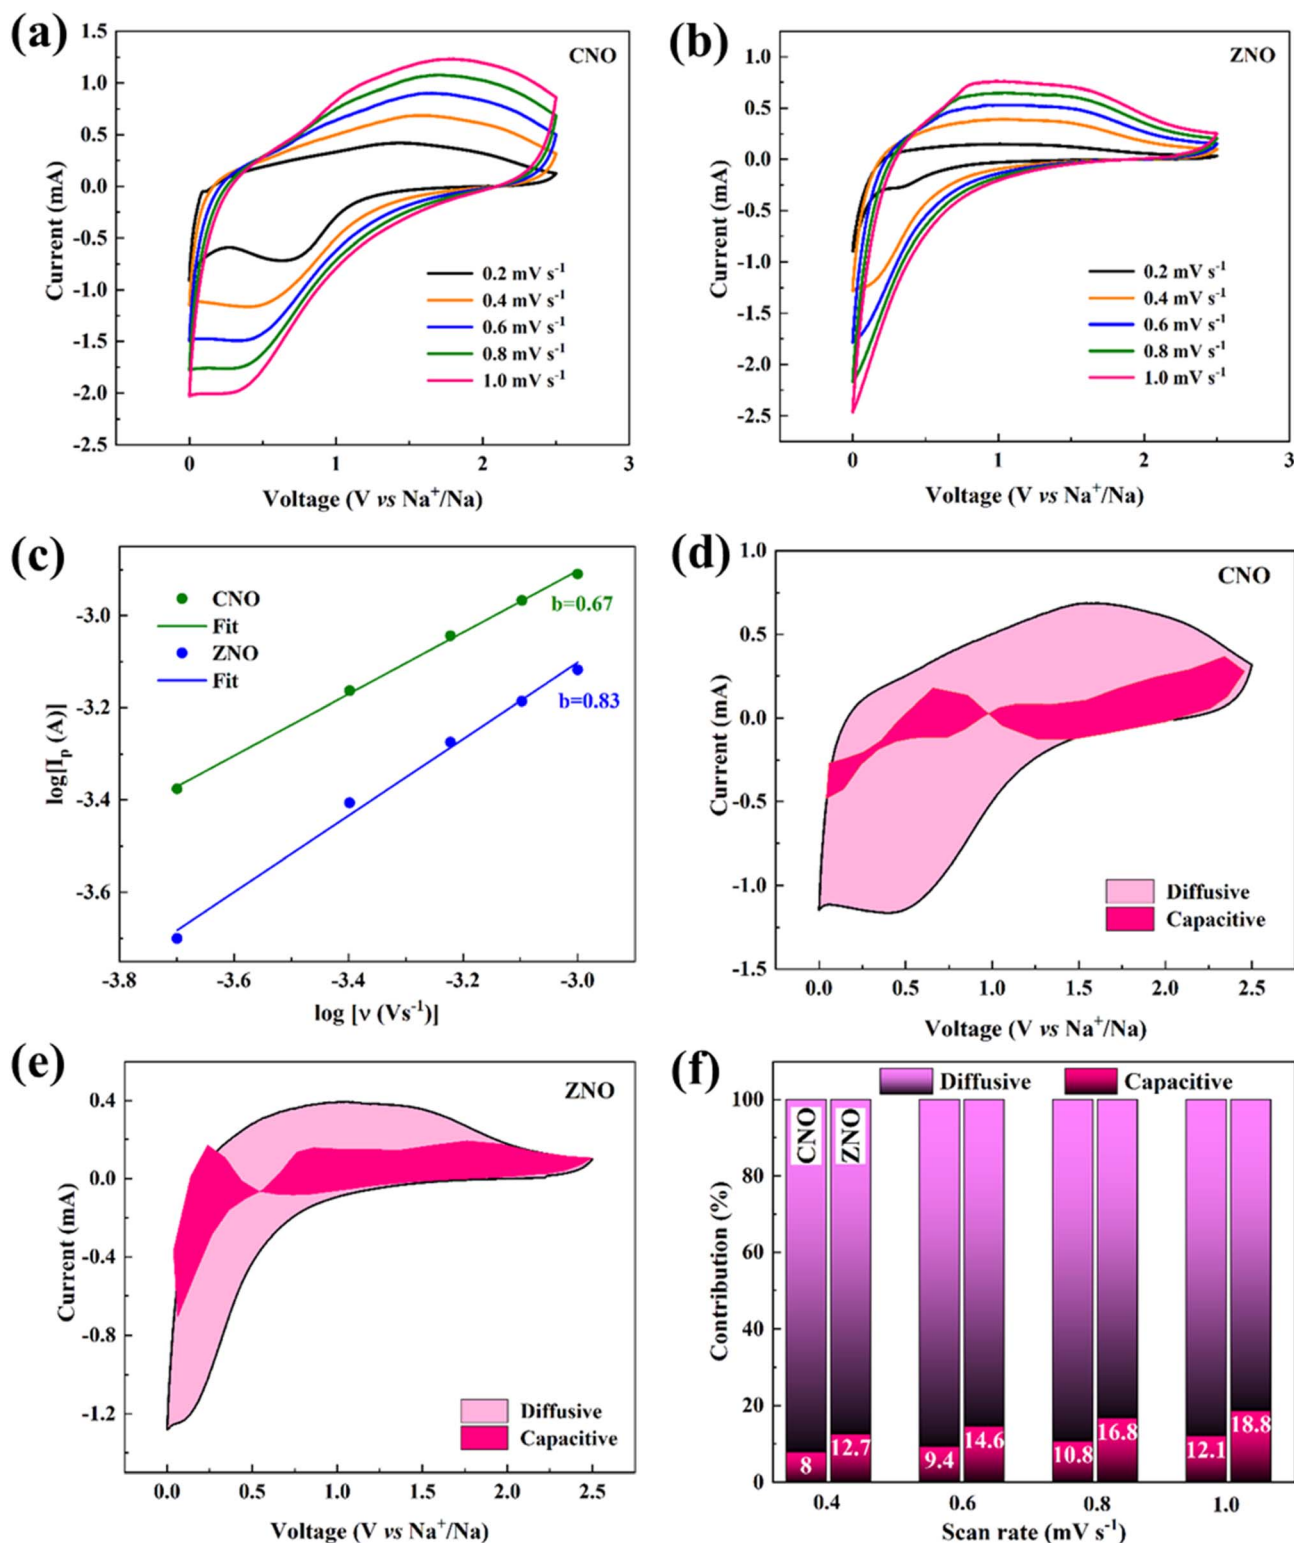 (a)
CNO
1.5
1.0
0.5
0.0
-0.5
-1.0
-1.5
-2.0
-2.5
Current (mA)
0.2 mV s⁻¹
0.4 mV s⁻¹
0.6 mV s⁻¹
0.8 mV s⁻¹
1.0 mV s⁻¹
0 1 2 3
Voltage (V vs Na⁺/Na)
(b)
ZNO
1.0
0.5
0.0
-0.5
-1.0
-1.5
-2.0
-2.5
Current (mA)
0.2 mV s⁻¹
0.4 mV s⁻¹
0.6 mV s⁻¹
0.8 mV s⁻¹
1.0 mV s⁻¹
0 1 2 3
Voltage (V vs Na⁺/Na)
(c)
CNO
Fit
ZNO
Fit
b=0.67
b=0.83
-3.0
-3.2
-3.4
-3.6
log[Iₚ (A)]
-3.8 -3.6 -3.4 -3.2 -3.0
log [ν (Vs⁻¹)]
(d)
CNO
1.0
0.5
0.0
-0.5
-1.0
-1.5
Current (mA)
Diffusive
Capacitive
0.0 0.5 1.0 1.5 2.0 2.5
Voltage (V vs Na⁺/Na)
(e)
ZNO
0.4
0.0
-0.4
-0.8
-1.2
Current (mA)
Diffusive
Capacitive
0.0 0.5 1.0 1.5 2.0 2.5
Voltage (V vs Na⁺/Na)
(f)
Diffusive Capacitive
100
80
60
40
20
0
Contribution (%)
CNO ZNO
8 12.7 9.4 14.6 10.8 16.8 12.1 18.8
0.4 0.6 0.8 1.0
Scan rate (mV s⁻¹)